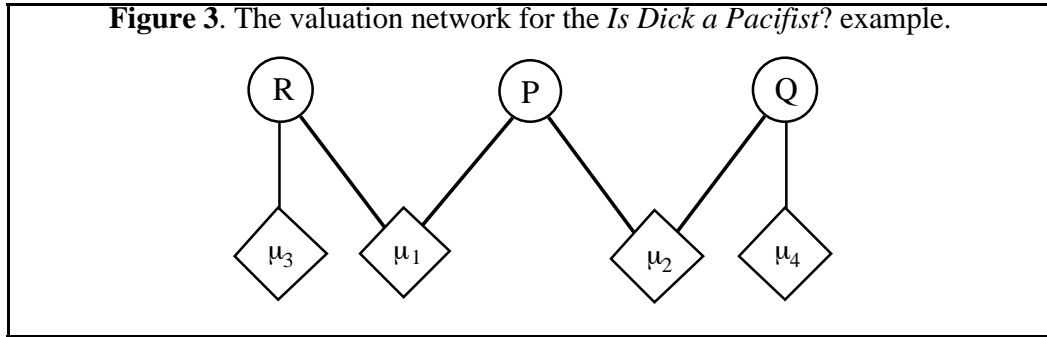 Figure 3. The valuation network for the Is Dick a Pacifist? example.
R P Q
μ3 μ1 μ2 μ4